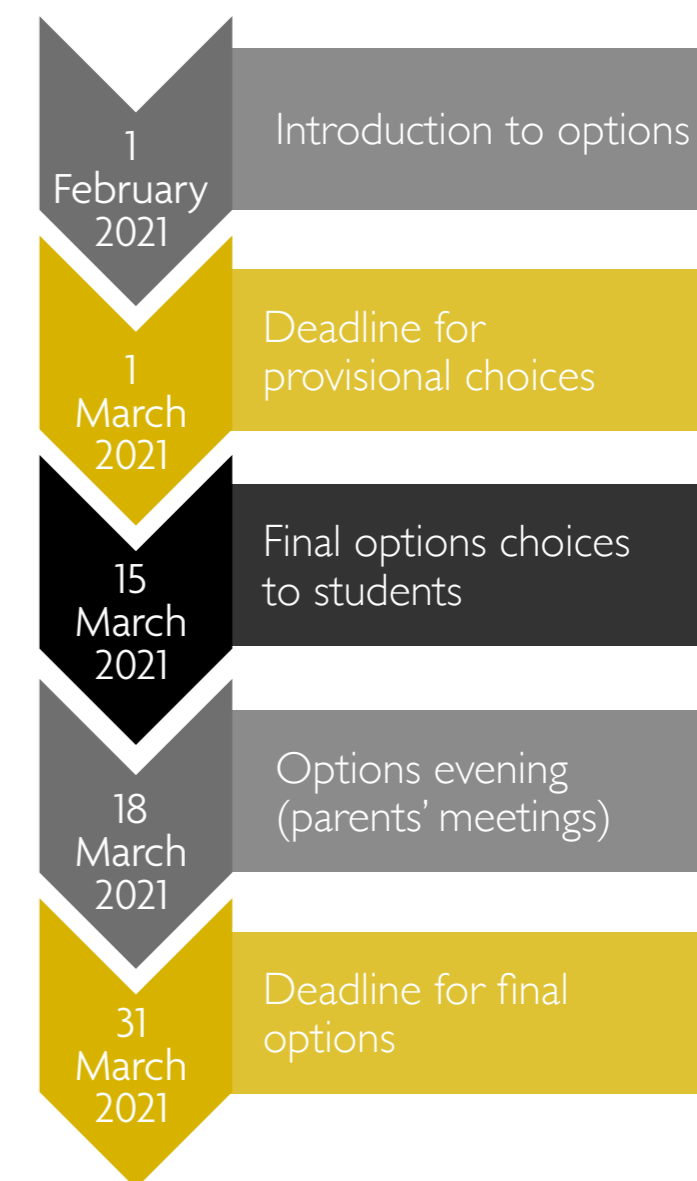 1
February
2021
Introduction to options
1
March
2021
Deadline for
provisional choices
15
March
2021
Final options choices
to students
18
March
2021
Options evening
(parents’ meetings)
31
March
2021
Deadline for final
options